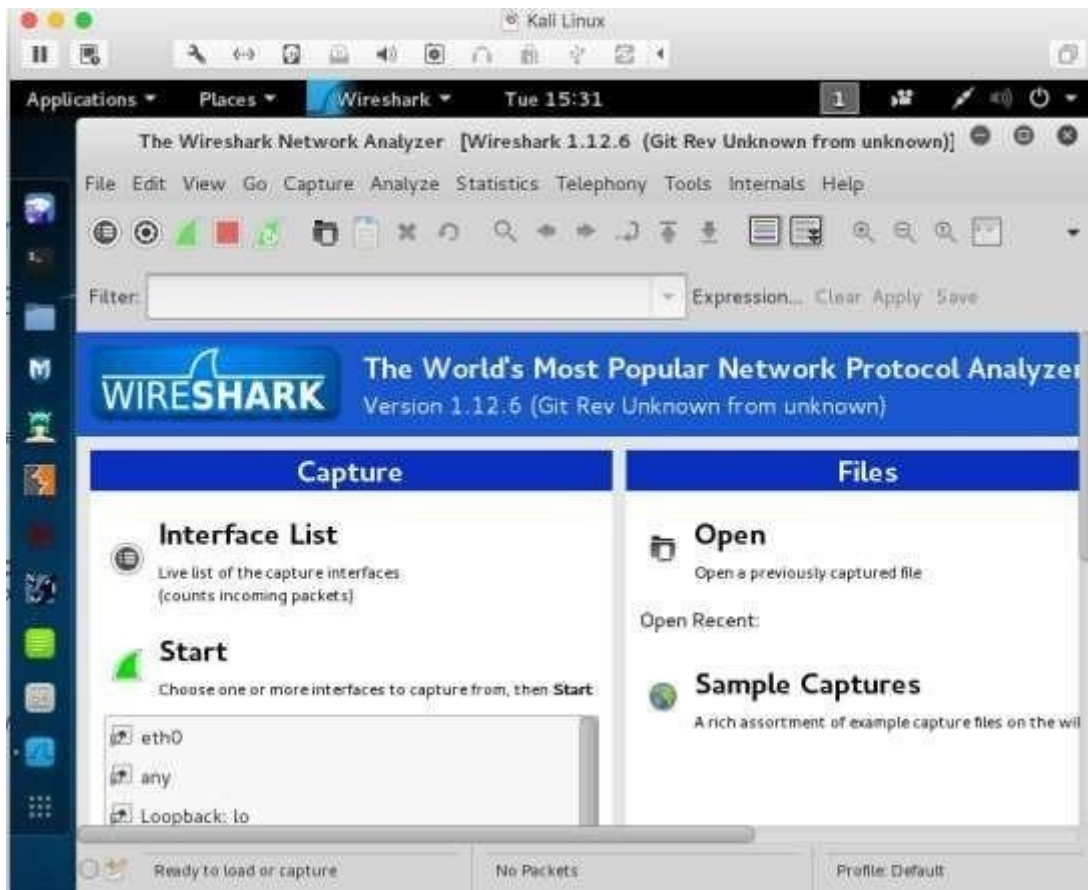 Kali Linux
Applications Places Wireshark Tue 15:31 1
The Wireshark Network Analyzer [Wireshark 1.12.6 (Git Rev Unknown from unknown)]
File Edit View Go Capture Analyze Statistics Telephony Tools Internals Help
Filter: Expression... Clear Apply Save
WIRESHARK
The World's Most Popular Network Protocol Analyzer
Version 1.12.6 (Git Rev Unknown from unknown)
Capture
Interface List
Live list of the capture interfaces
(counts incoming packets)
Start
Choose one or more interfaces to capture from, then Start
eth0
any
Loopback: lo
Files
Open
Open a previously captured file
Open Recent:
Sample Captures
A rich assortment of example capture files on the wi
Ready to load or capture No Packets Profile: Default